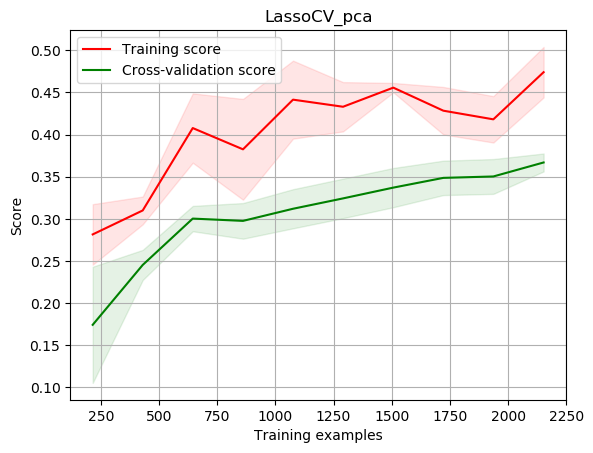 LassoCV_pca
Training score
Cross-validation score
Score
0.50
0.45
0.40
0.35
0.30
0.25
0.20
0.15
0.10
250 500 750 1000 1250 1500 1750 2000 2250
Training examples